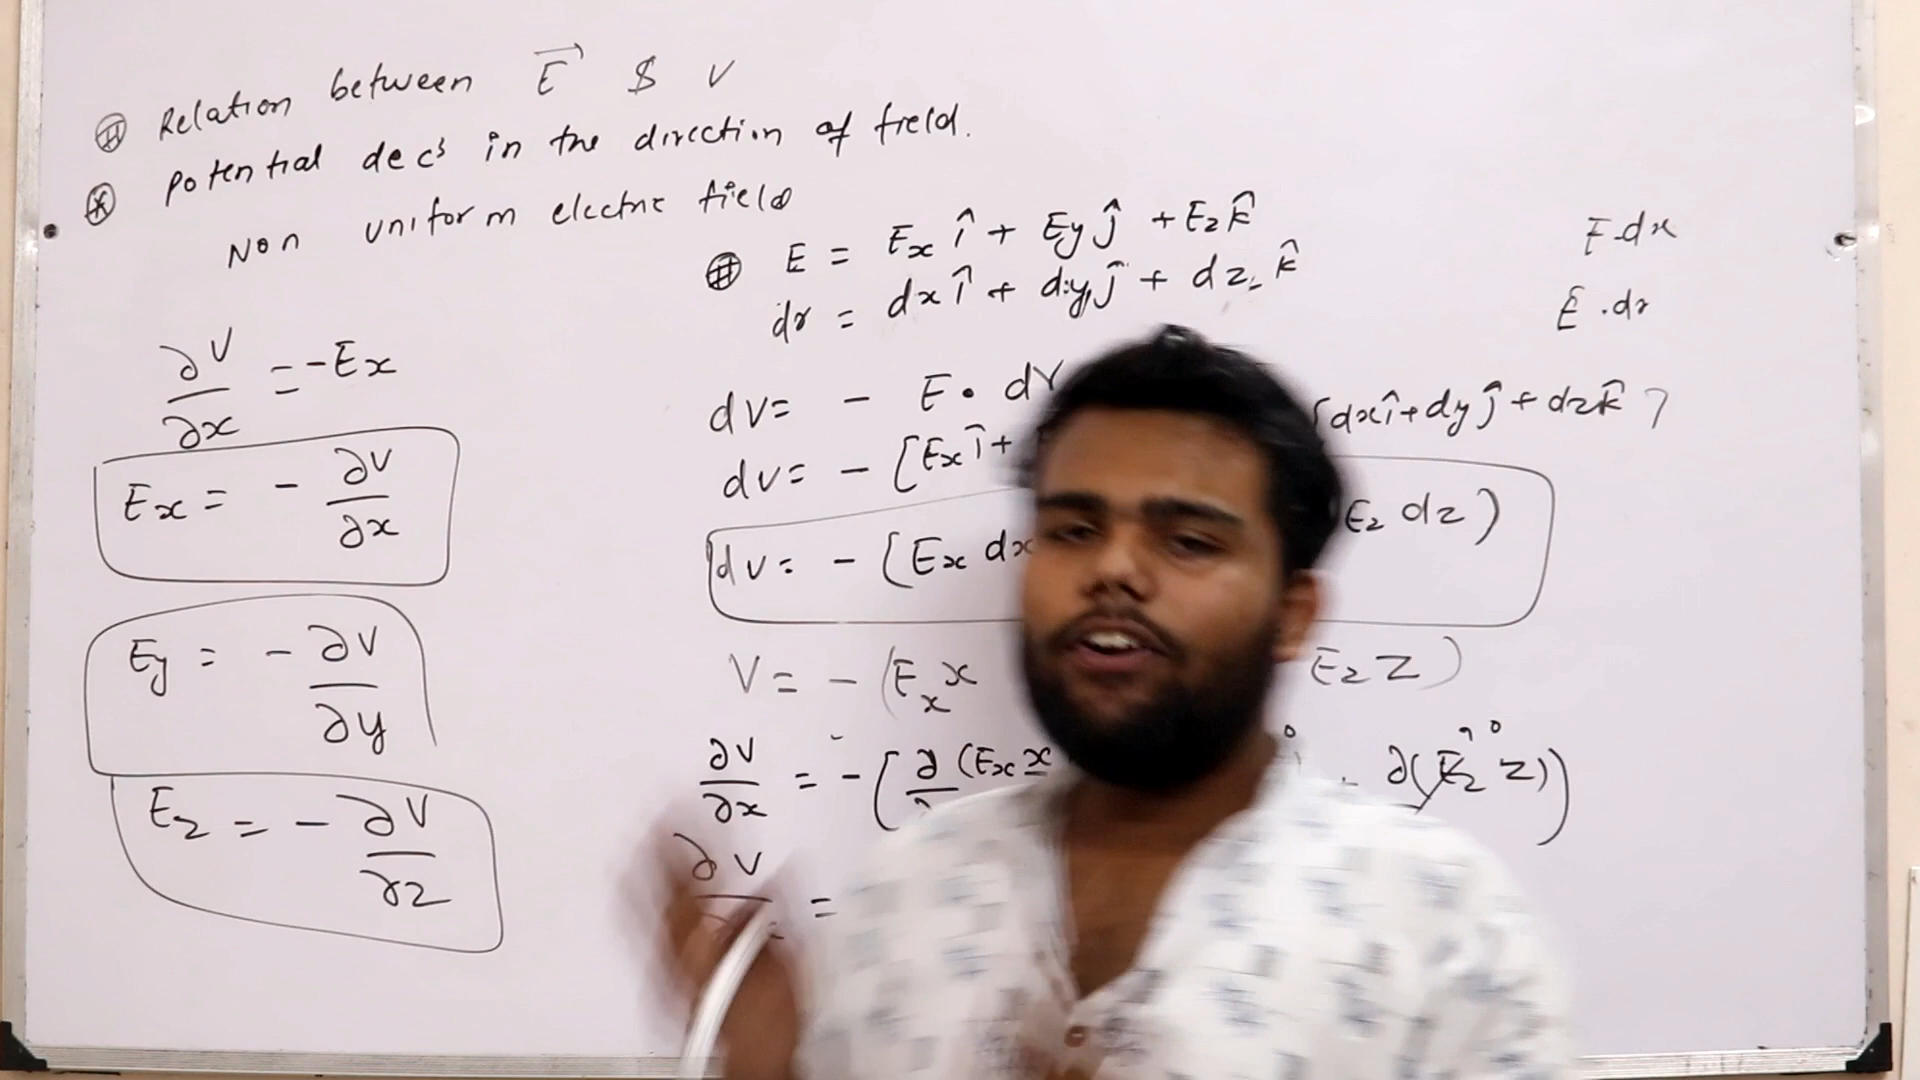 Relation between E⃗ $ V
Potential decs in the direction of field.
Non uniform electric field
∂V/∂x = -Ex
Ex = - ∂V/∂x
Ey = - ∂V/∂y
Ez = - ∂V/∂z
# E = Ex î + Ey ĵ + Ez k̂
dr = dx î + dy ĵ + dz k̂
dv = - E • dr
dv = - [Ex î + [dx î + dy ĵ + dz k̂]
dv = - (Ex dx Ez dz)
V = - (Ex x Ez z)
∂V/∂x = - [∂(Ex x ∂(Ez z))
∂V =
E.dx
E.dr